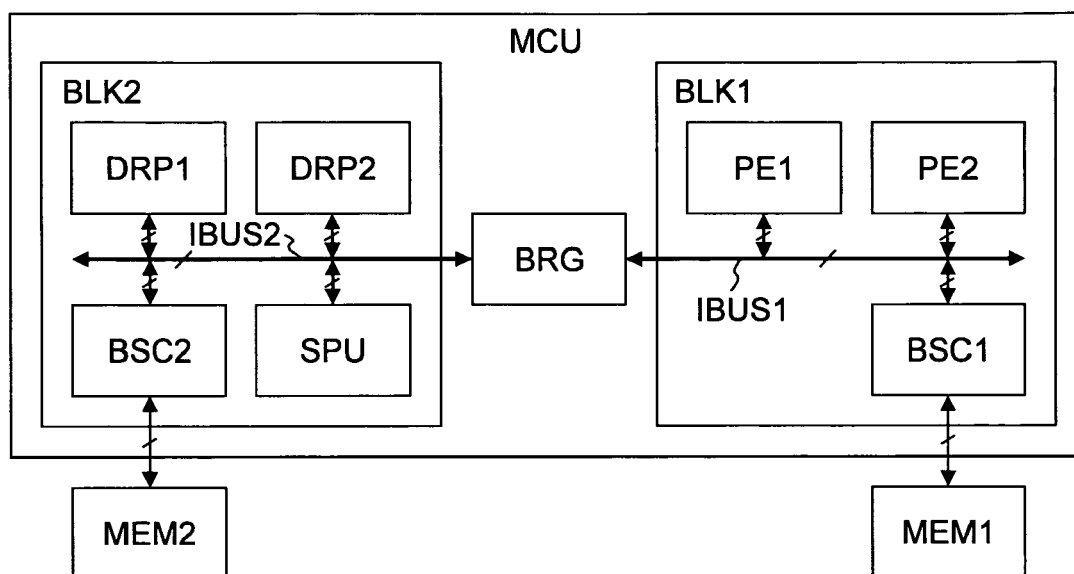 MCU
BLK2
BLK1
DRP1
DRP2
PE1
PE2
IBUS2
BRG
IBUS1
BSC2
SPU
BSC1
MEM2
MEM1